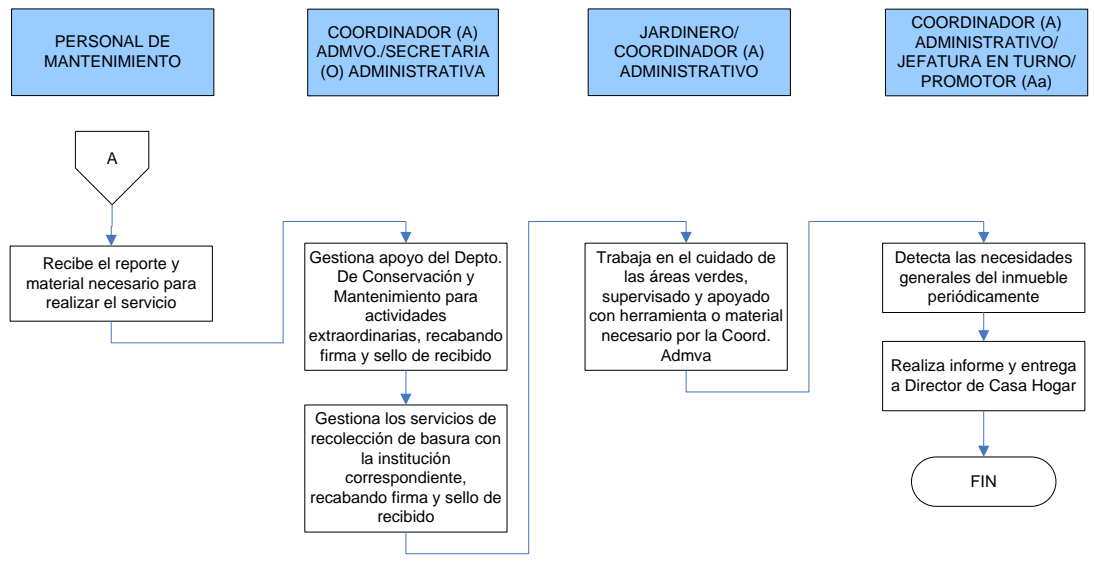 PERSONAL DE
MANTENIMIENTO
COORDINADOR (A)
ADMVO./SECRETARIA
(O) ADMINISTRATIVA
JARDINERO/
COORDINADOR (A)
ADMINISTRATIVO
COORDINADOR (A)
ADMINISTRATIVO/
JEFATURA EN TURNO/
PROMOTOR (Aa)
A
Recibe el reporte y
material necesario para
realizar el servicio
Gestiona apoyo del Depto.
De Conservación y
Mantenimiento para
actividades
extraordinarias, recabando
firma y sello de recibido
Gestiona los servicios de
recolección de basura con
la institución
correspondiente,
recabando firma y sello de
recibido
Trabaja en el cuidado de
las áreas verdes,
supervisado y apoyado
con herramienta o material
necesario por la Coord.
Admva
Detecta las necesidades
generales del inmueble
periódicamente
Realiza informe y entrega
a Director de Casa Hogar
FIN